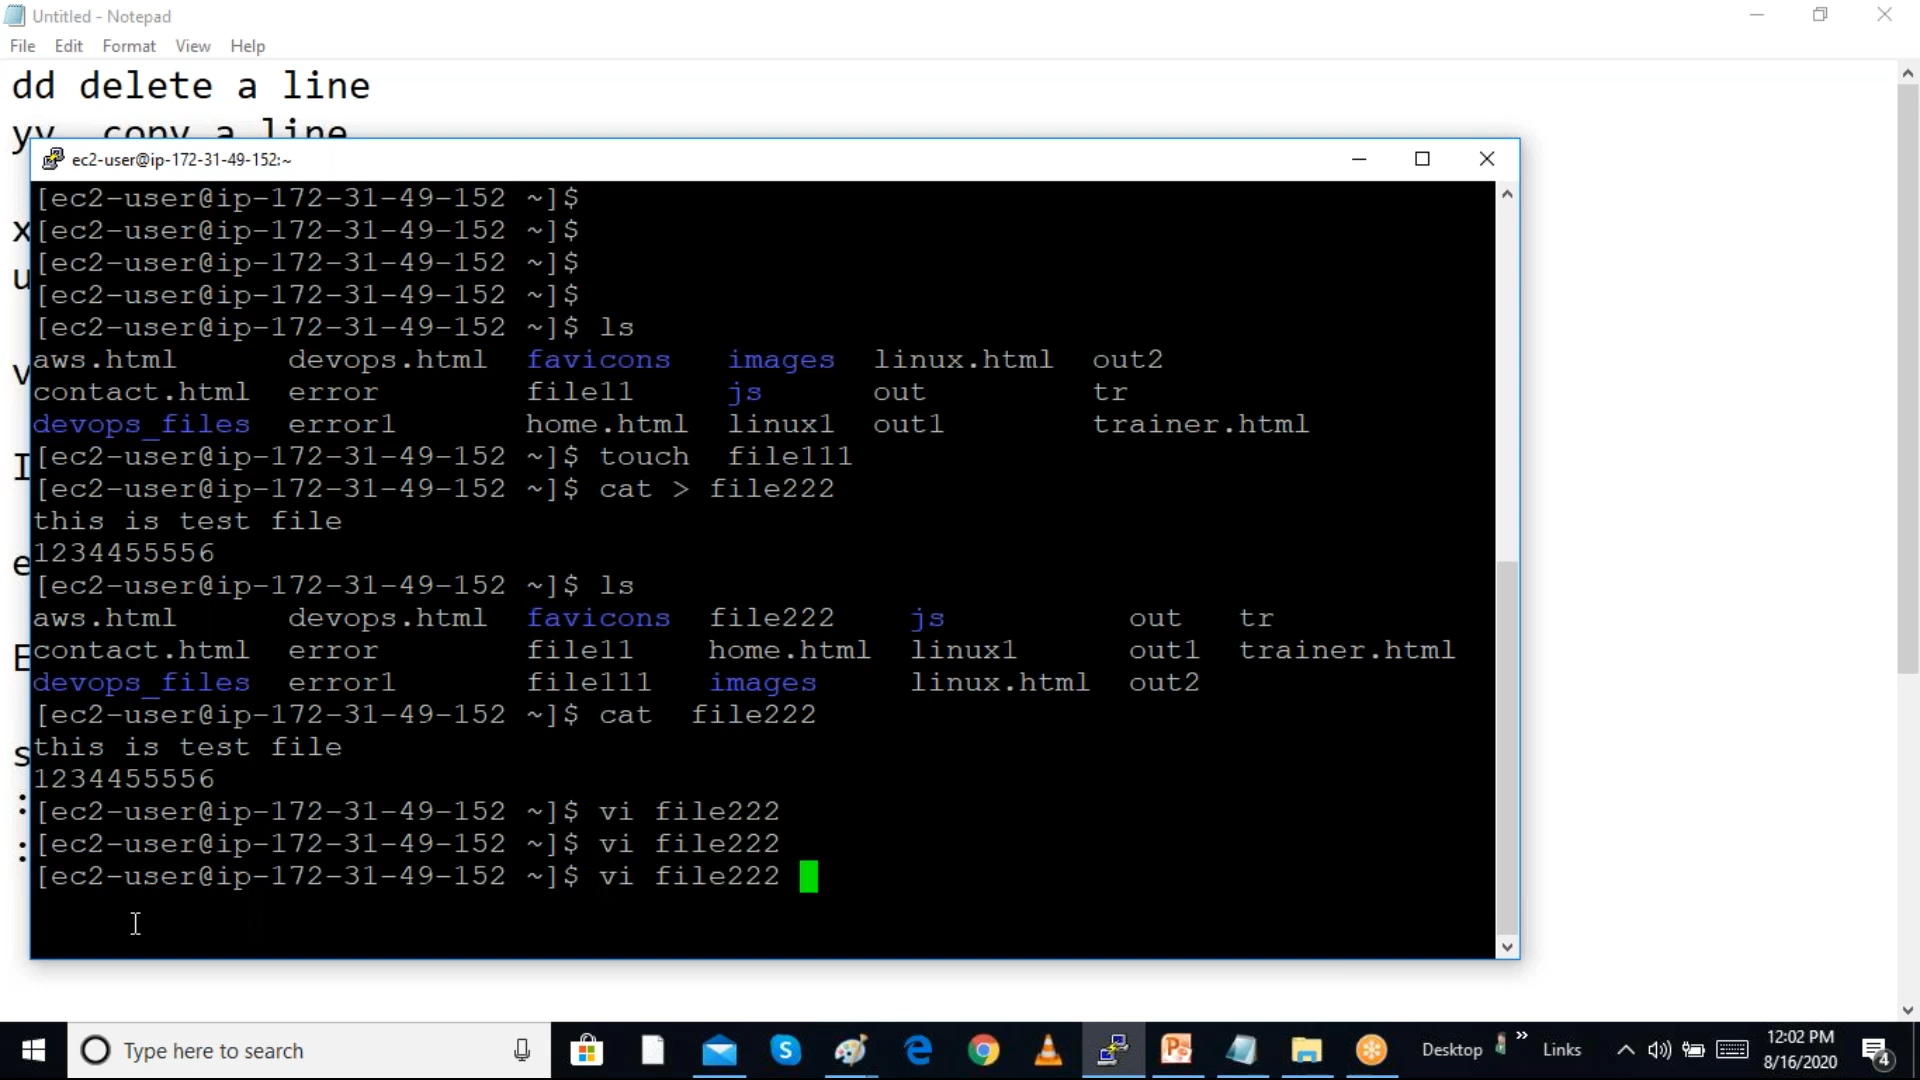 Untitled - Notepad
File Edit Format View Help
dd delete a line
yy copy a line
ec2-user@ip-172-31-49-152:~
[ec2-user@ip-172-31-49-152 ~]$
[ec2-user@ip-172-31-49-152 ~]$
[ec2-user@ip-172-31-49-152 ~]$
[ec2-user@ip-172-31-49-152 ~]$
[ec2-user@ip-172-31-49-152 ~]$ ls
aws.html devops.html favicons images linux.html out2
contact.html error file11 js out tr
devops_files error1 home.html linux1 out1 trainer.html
[ec2-user@ip-172-31-49-152 ~]$ touch file111
[ec2-user@ip-172-31-49-152 ~]$ cat > file222
this is test file
1234455556
[ec2-user@ip-172-31-49-152 ~]$ ls
aws.html devops.html favicons file222 js out tr
contact.html error file11 home.html linux1 out1 trainer.html
devops_files error1 file111 images linux.html out2
[ec2-user@ip-172-31-49-152 ~]$ cat file222
this is test file
1234455556
[ec2-user@ip-172-31-49-152 ~]$ vi file222
[ec2-user@ip-172-31-49-152 ~]$ vi file222
[ec2-user@ip-172-31-49-152 ~]$ vi file222
x
u
v
I
e
E
s
:
:
Type here to search
Desktop
Links
12:02 PM
8/16/2020
4